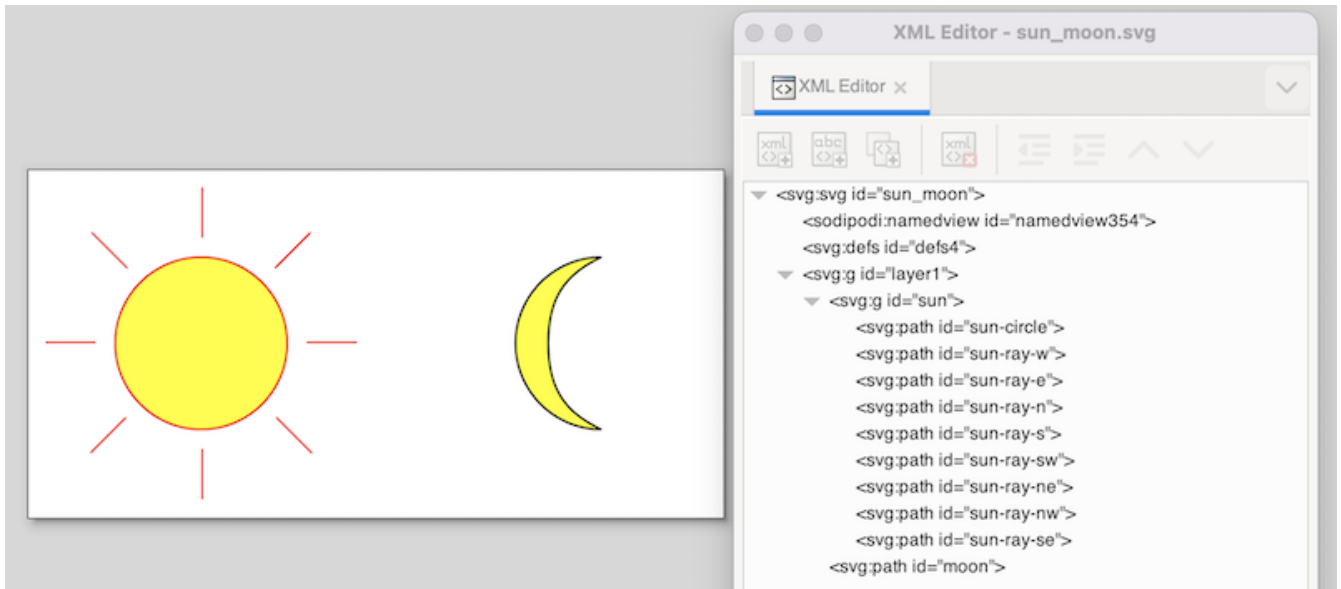 XML Editor - sun_moon.svg
XML Editor
xml
abc
xml
<svg:svg id="sun_moon">
<sodipodi:namedview id="namedview354">
<svg:defs id="defs4">
<svg:g id="layer1">
<svg:g id="sun">
<svg:path id="sun-circle">
<svg:path id="sun-ray-w">
<svg:path id="sun-ray-e">
<svg:path id="sun-ray-n">
<svg:path id="sun-ray-s">
<svg:path id="sun-ray-sw">
<svg:path id="sun-ray-ne">
<svg:path id="sun-ray-nw">
<svg:path id="sun-ray-se">
<svg:path id="moon">